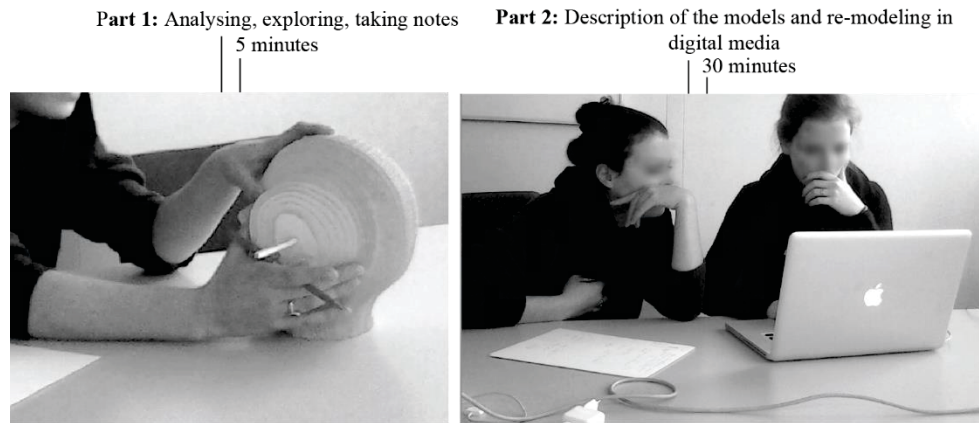 Part 1: Analysing, exploring, taking notes
5 minutes
Part 2: Description of the models and re-modeling in
digital media
30 minutes